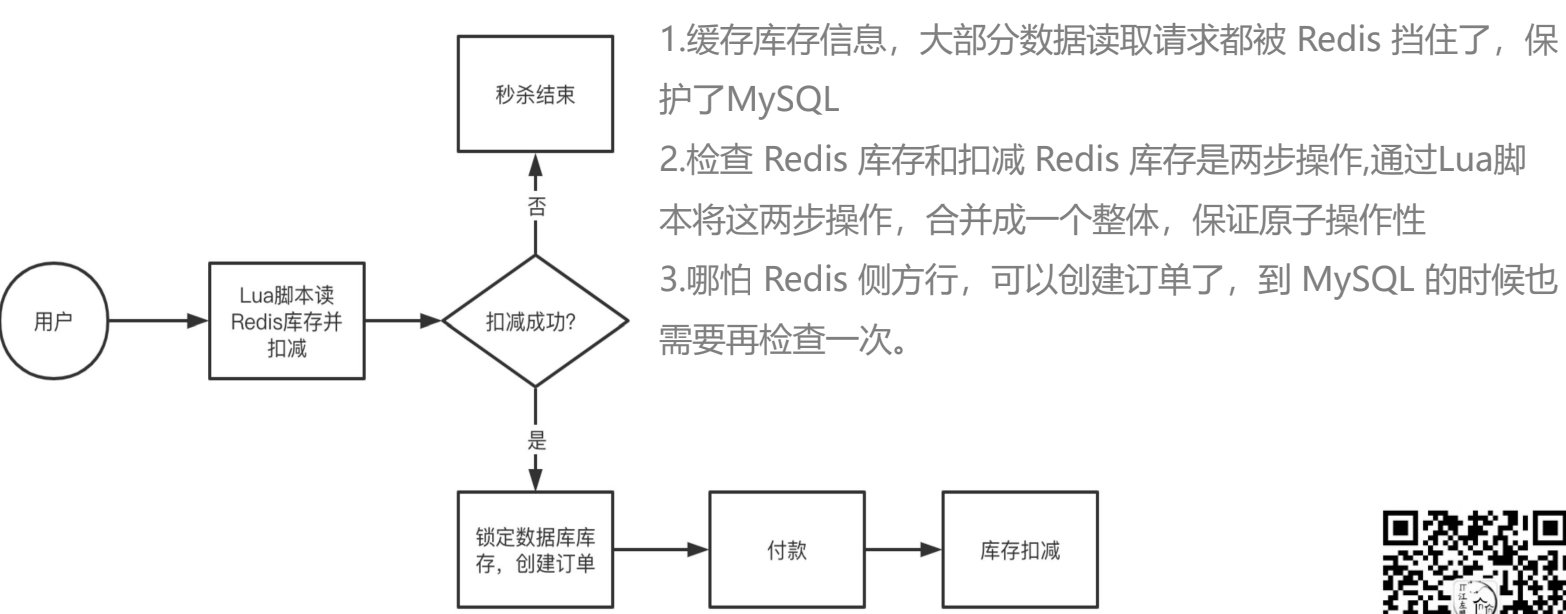 1.缓存库存信息，大部分数据读取请求都被 Redis 挡住了，保
护了MySQL
2.检查 Redis 库存和扣减 Redis 库存是两步操作,通过Lua脚
本将这两步操作，合并成一个整体，保证原子操作性
3.哪怕 Redis 侧方行，可以创建订单了，到 MySQL 的时候也
需要再检查一次。
秒杀结束
否
用户
Lua脚本读
Redis库存并
扣减
扣减成功?
是
锁定数据库库
存，创建订单
付款
库存扣减